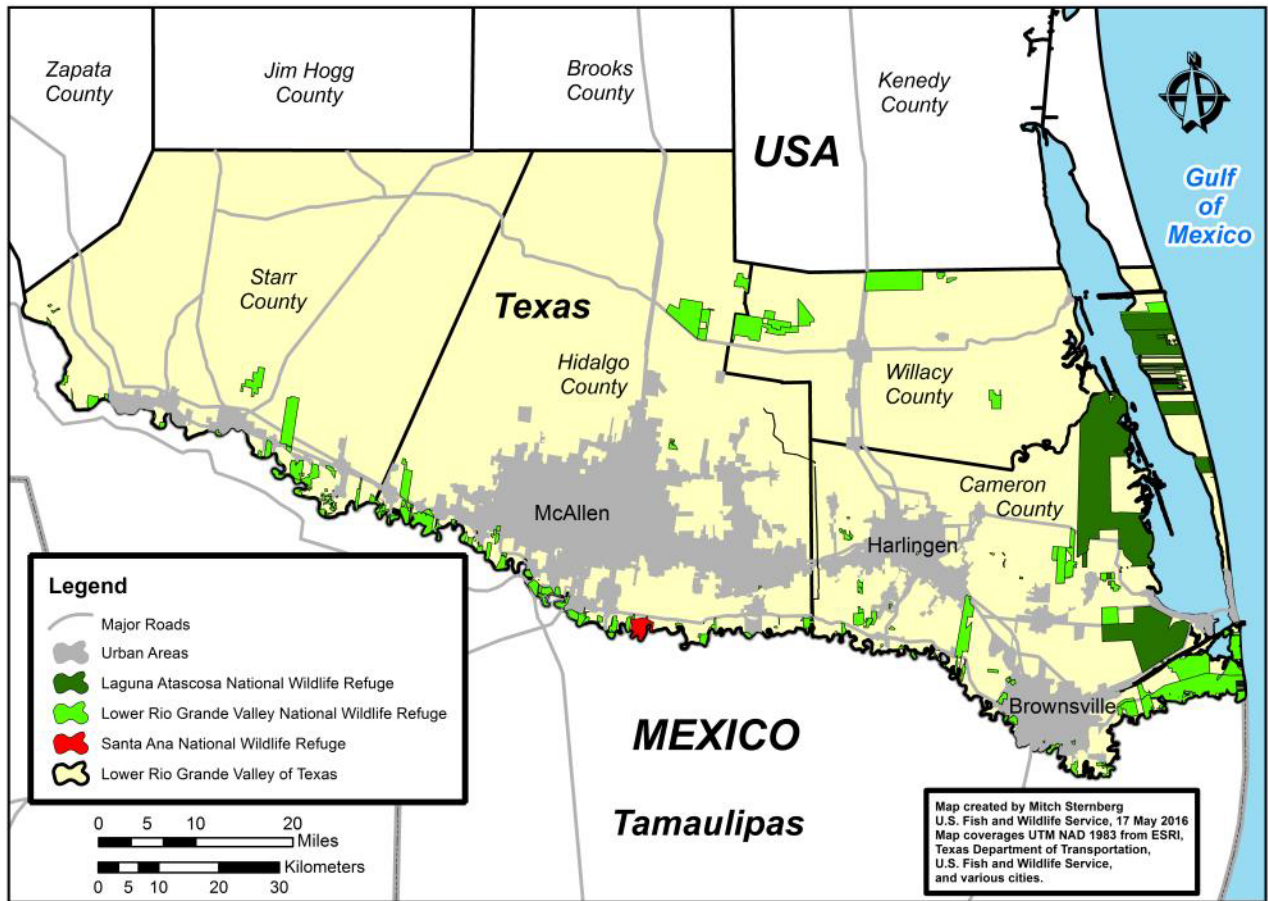 Zapata
County
Jim Hogg
County
Brooks
County
Kenedy
County
N
USA
Gulf
of
Mexico
Starr
County
Texas
Hidalgo
County
Willacy
County
Cameron
County
McAllen
Harlingen
Brownsville
MEXICO
Tamaulipas
Legend
Major Roads
Urban Areas
Laguna Atascosa National Wildlife Refuge
Lower Rio Grande Valley National Wildlife Refuge
Santa Ana National Wildlife Refuge
Lower Rio Grande Valley of Texas
0 5 10 20
Miles
Kilometers
0 5 10 20 30
Map created by Mitch Sternberg
U.S. Fish and Wildlife Service, 17 May 2016
Map coverages UTM NAD 1983 from ESRI,
Texas Department of Transportation,
U.S. Fish and Wildlife Service,
and various cities.